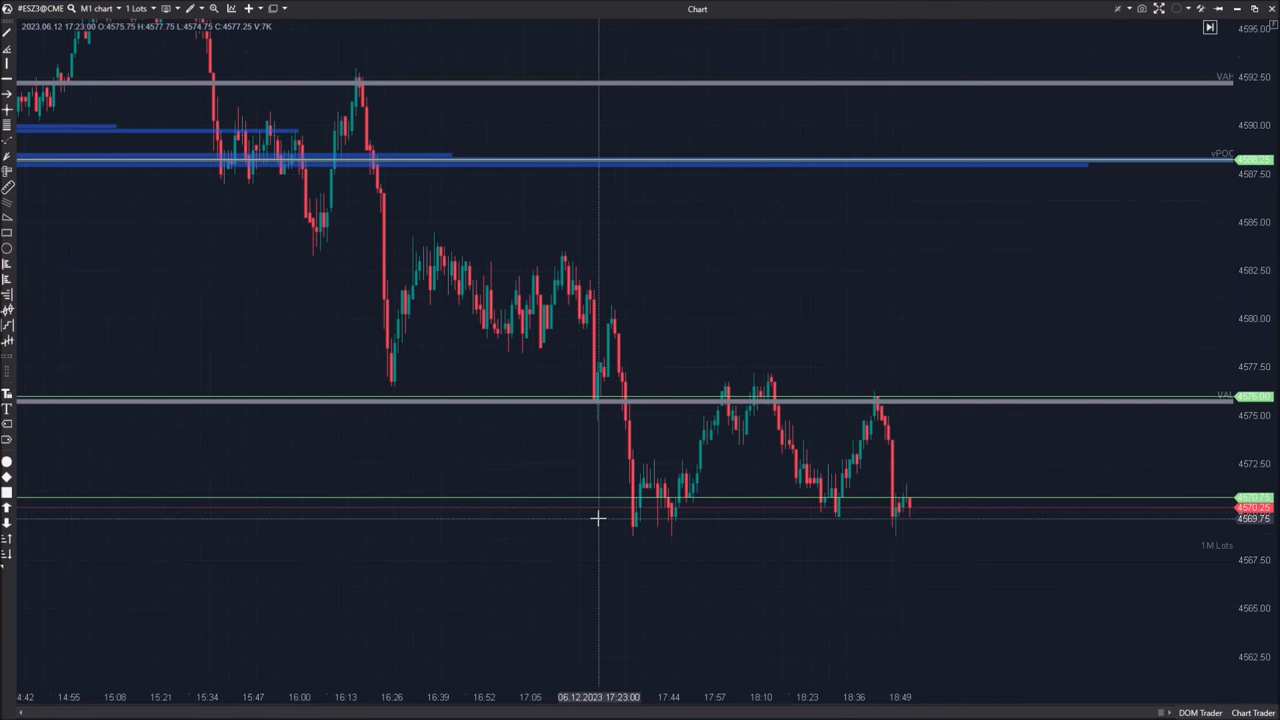 #ESZ3@CME M1 chart 1 Lots Chart
2023.06.12 17:23:00 O:4575.75 H:4577.75 L:4574.75 C:4577.25 V:7K
4595.00
VAH 4592.50
4590.00
vPOC 4588.25
4587.50
4585.00
4582.50
4580.00
4577.50
VAL 4576.00
4575.00
4572.50
4570.75
4570.25
4569.75
1M Lots
4567.50
4565.00
4562.50
14:55 15:08 15:21 15:34 15:47 16:00 16:13 16:26 16:39 16:52 17:05 06.12.2023 17:23:00 17:44 17:57 18:10 18:23 18:36 18:49
DOM Trader Chart Trader